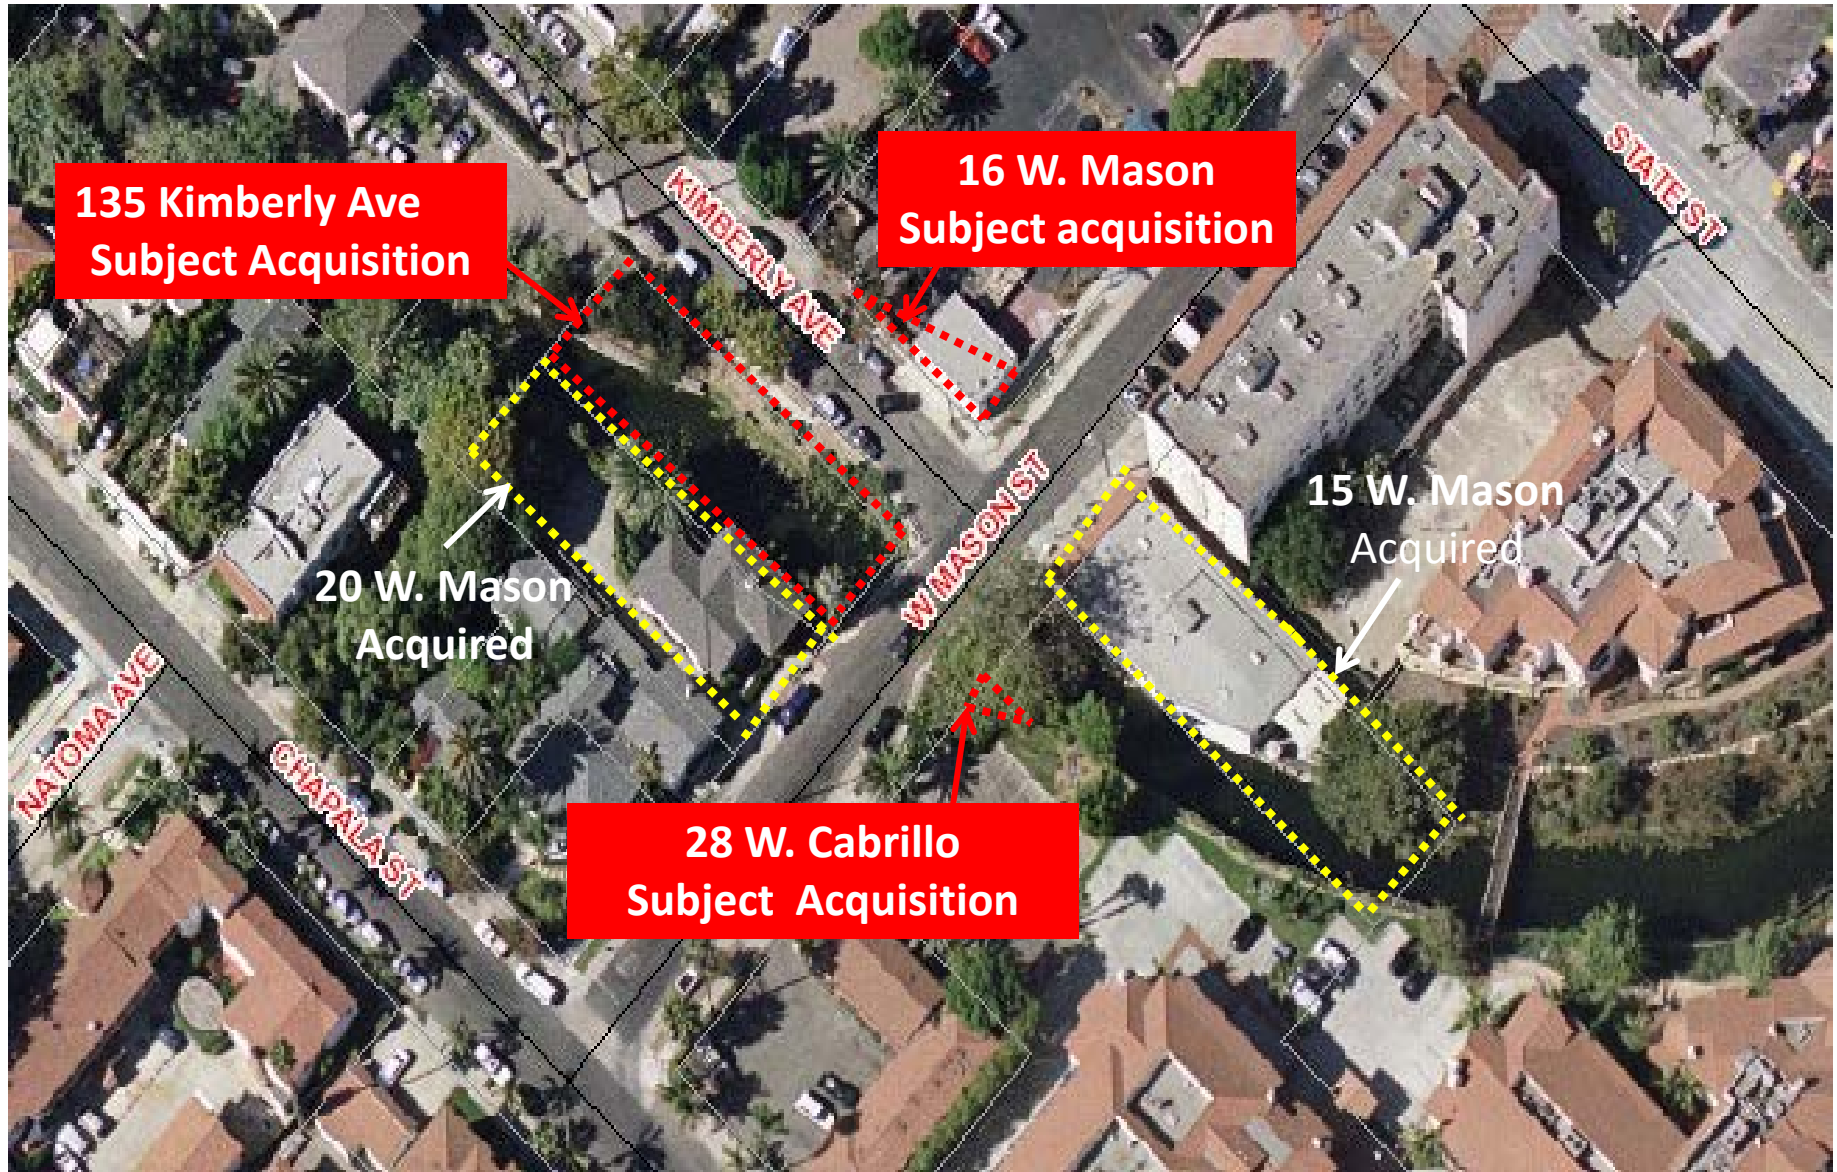 135 Kimberly Ave
Subject Acquisition
16 W. Mason
Subject acquisition
KIMBERLY AVE
STATE ST
15 W. Mason
Acquired
20 W. Mason
Acquired
W MASON ST
NATOMA AVE
CHAPALA ST
28 W. Cabrillo
Subject Acquisition